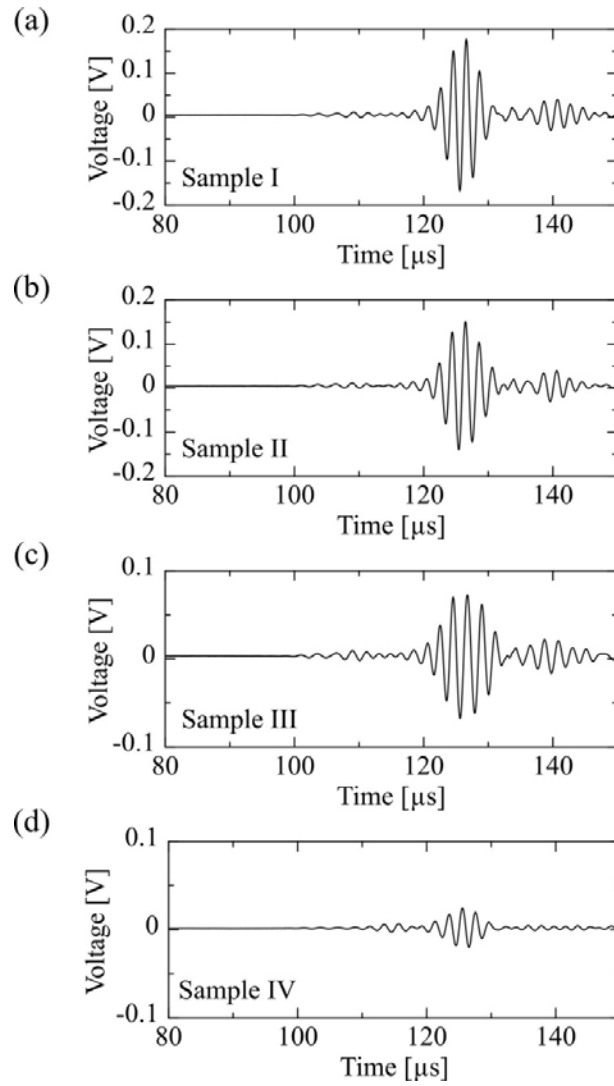 (a)
0.2
0.1
0
-0.1
-0.2
Voltage [V]
Sample I
80
100
120
140
Time [µs]
(b)
0.2
0.1
0
-0.1
-0.2
Voltage [V]
Sample II
80
100
120
140
Time [µs]
(c)
0.1
0
-0.1
Voltage [V]
Sample III
80
100
120
140
Time [µs]
(d)
0.1
0
-0.1
Voltage [V]
Sample IV
80
100
120
140
Time [µs]